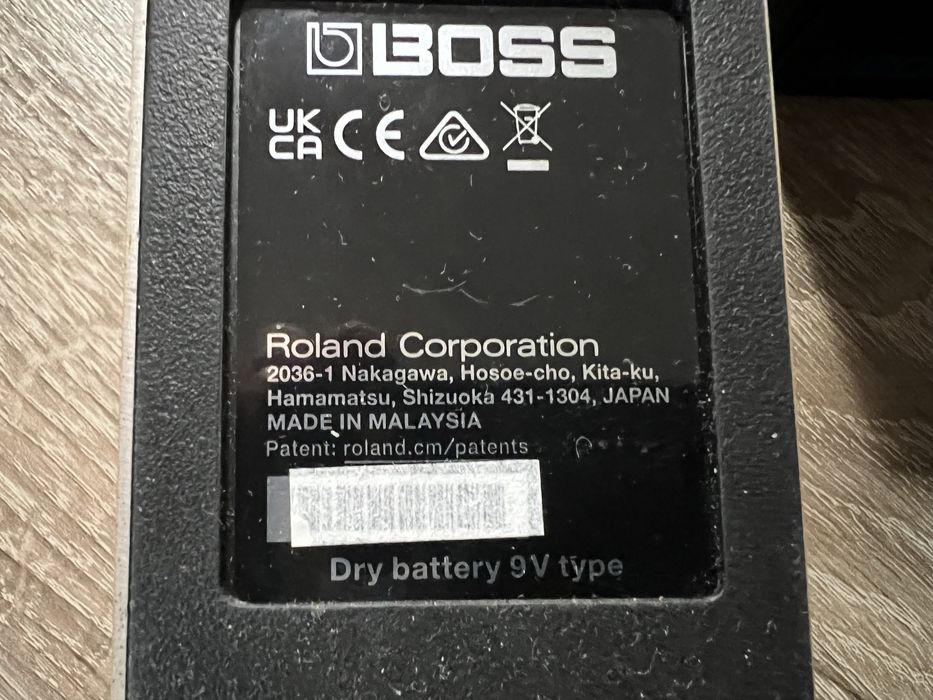 BOSS
UK
CA CE
Roland Corporation
2036-1 Nakagawa, Hosoe-cho, Kita-ku,
Hamamatsu, Shizuoka 431-1304, JAPAN
MADE IN MALAYSIA
Patent: roland.cm/patents
Dry battery 9V type